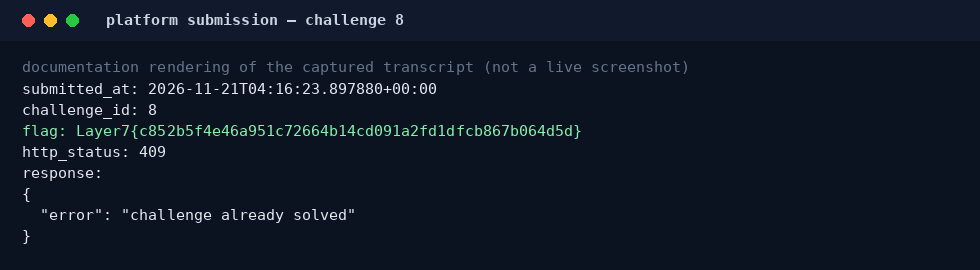 platform submission — challenge 8
documentation rendering of the captured transcript (not a live screenshot)
submitted_at: 2026-11-21T04:16:23.897880+00:00
challenge_id: 8
flag: Layer7{c852b5f4e46a951c72664b14cd091a2fd1dfcb867b064d5d}
http_status: 409
response:
{
  "error": "challenge already solved"
}